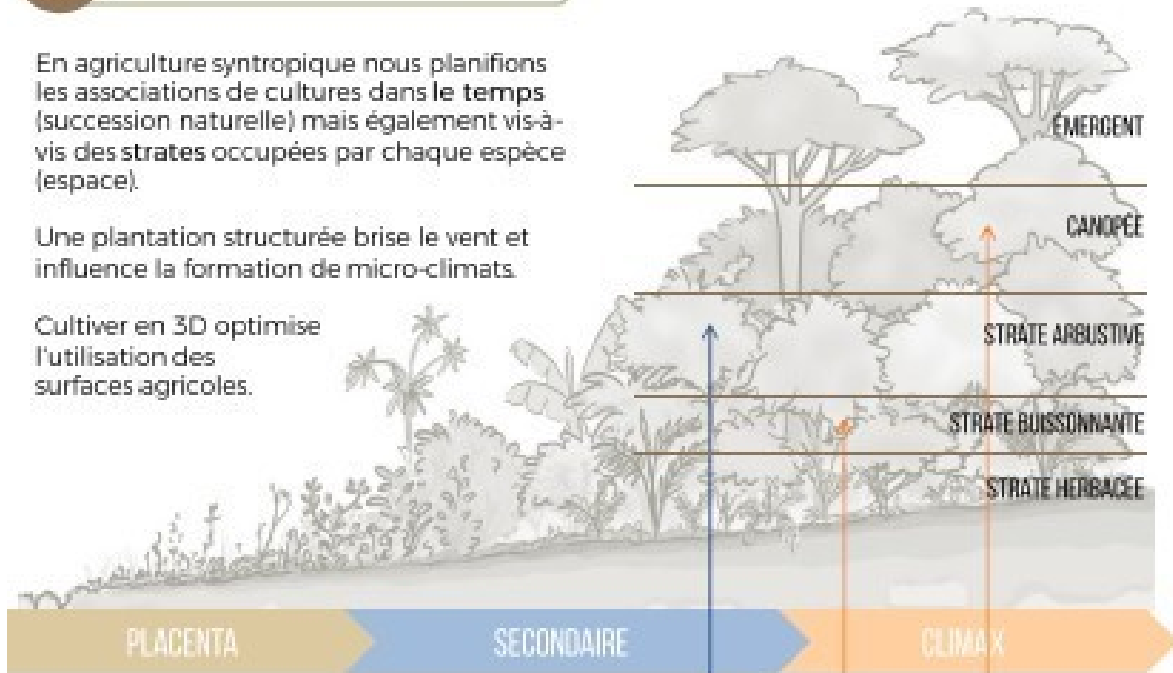 En agriculture syntropique nous planifions
les associations de cultures dans le temps
(succession naturelle) mais également vis-à-
vis des strates occupées par chaque espèce
(espace).
Une plantation structurée brise le vent et
influence la formation de micro-climats.
Cultiver en 3D optimise
l'utilisation des
surfaces agricoles.
ÉMERGENT
CANOPÉE
STRATE ARBUSTIVE
STRATE BUISSONNANTE
STRATE HERBACÉE
PLACENTA
SECONDAIRE
CLIMAX